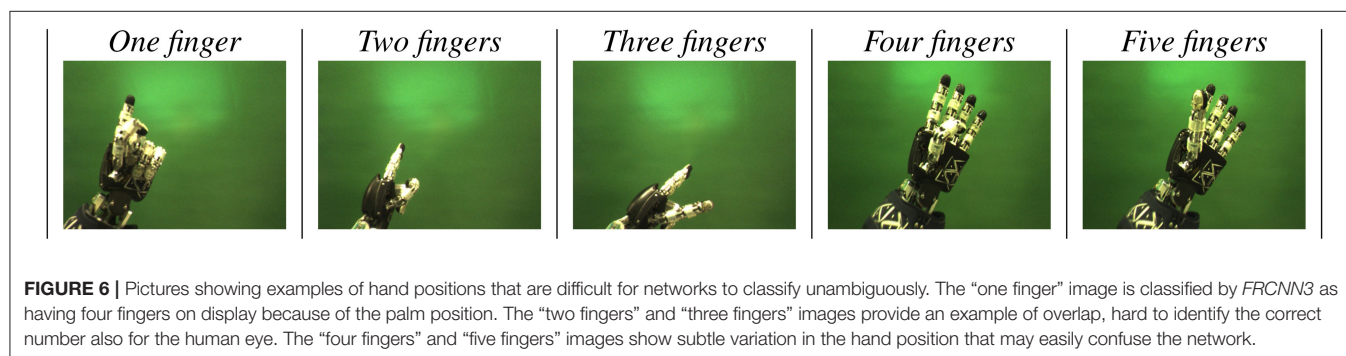 One finger
Two fingers
Three fingers
Four fingers
Five fingers
FIGURE 6 | Pictures showing examples of hand positions that are difficult for networks to classify unambiguously. The “one finger” image is classified by FRCNN3 as
having four fingers on display because of the palm position. The “two fingers” and “three fingers” images provide an example of overlap, hard to identify the correct
number also for the human eye. The “four fingers” and “five fingers” images show subtle variation in the hand position that may easily confuse the network.